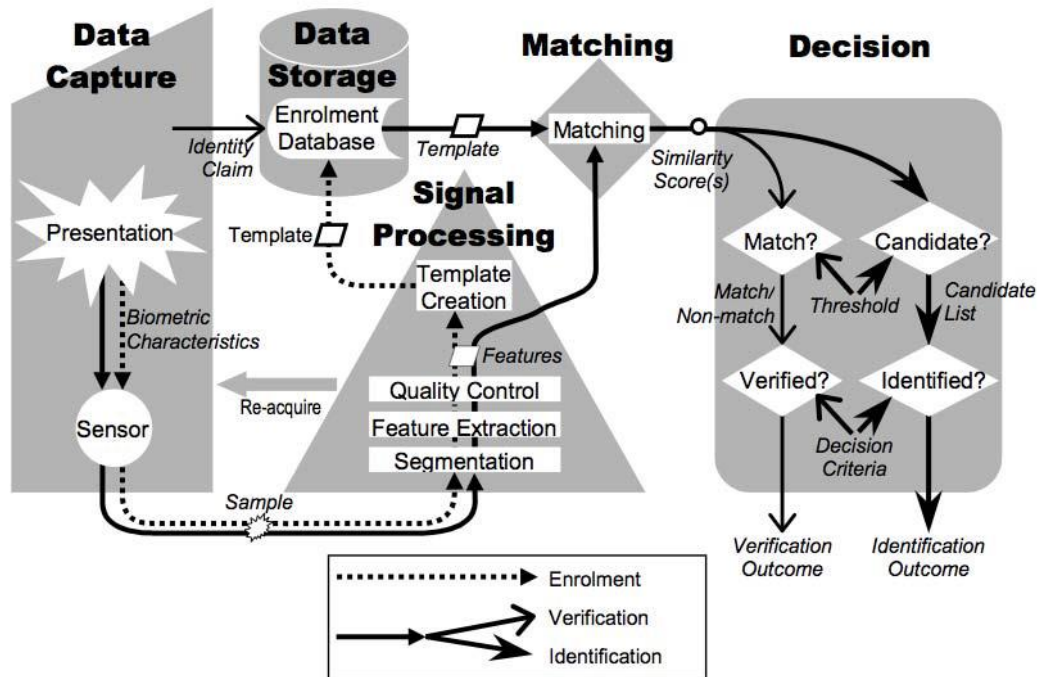 Data
Capture
Data
Storage
Matching
Decision
Enrolment
Database
Identity
Claim
Template
Matching
Similarity
Score(s)
Presentation
Template
Signal
Processing
Template
Creation
Match?
Candidate?
Biometric
Characteristics
Match/
Non-match
Threshold
Candidate
List
Features
Re-acquire
Quality Control
Feature Extraction
Segmentation
Sensor
Verified?
Identified?
Decision
Criteria
Sample
Verification
Outcome
Identification
Outcome
Enrolment
Verification
Identification